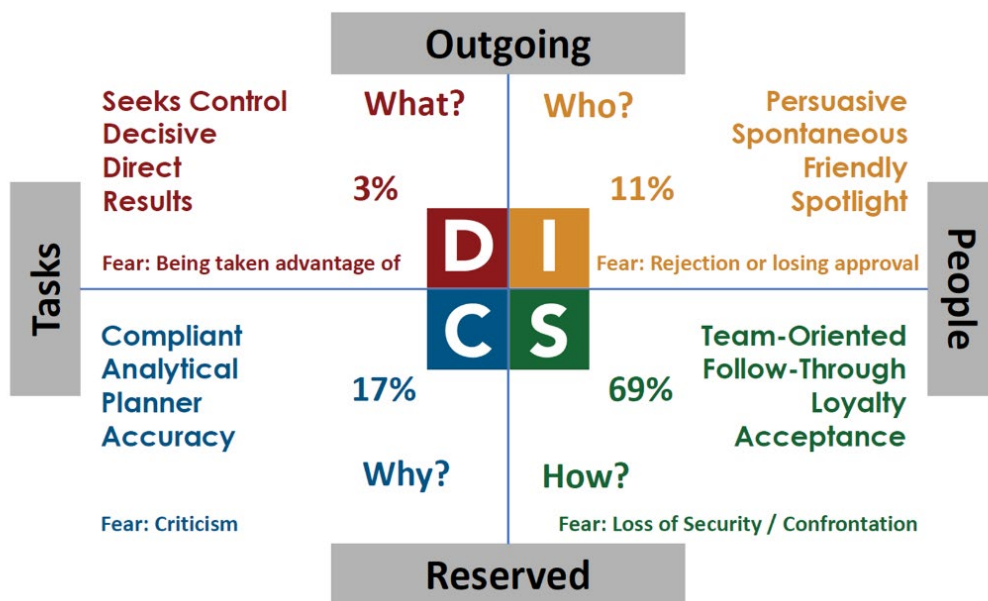 Outgoing
Seeks Control
Decisive
Direct
Results
What?
3%
Who?
11%
Persuasive
Spontaneous
Friendly
Spotlight
Fear: Being taken advantage of
Fear: Rejection or losing approval
Tasks
D I
C S
People
Compliant
Analytical
Planner
Accuracy
17%
Why?
69%
How?
Team-Oriented
Follow-Through
Loyalty
Acceptance
Fear: Criticism
Fear: Loss of Security / Confrontation
Reserved